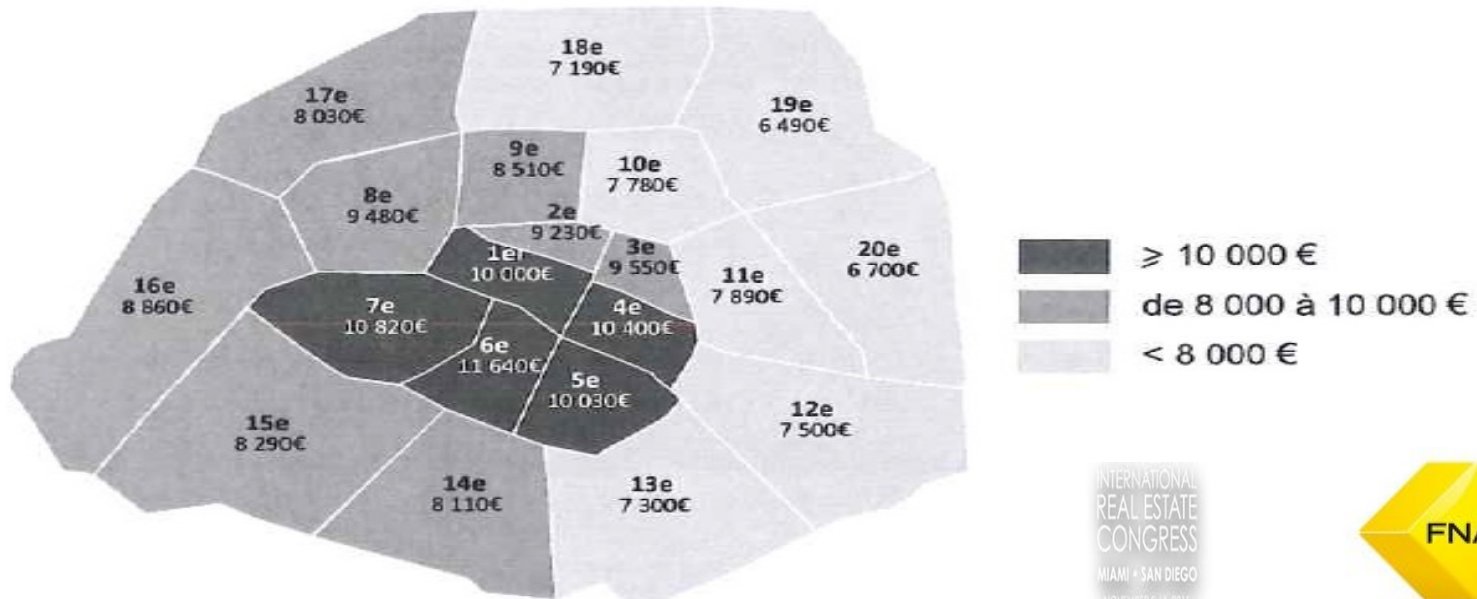 18e
7 190€
17e
8 030€
19e
6 490€
9e
8 510€
10e
7 780€
8e
9 480€
2e
9 230€
3e
9 550€
20e
6 700€
1er
10 000€
11e
7 890€
16e
8 860€
7e
10 820€
4e
10 400€
6e
11 640€
5e
10 030€
12e
7 500€
15e
8 290€
14e
8 110€
13e
7 300€
⩾ 10 000 €
de 8 000 à 10 000 €
< 8 000 €
INTERNATIONAL
REAL ESTATE
CONGRESS
MIAMI • SAN DIEGO
FNA